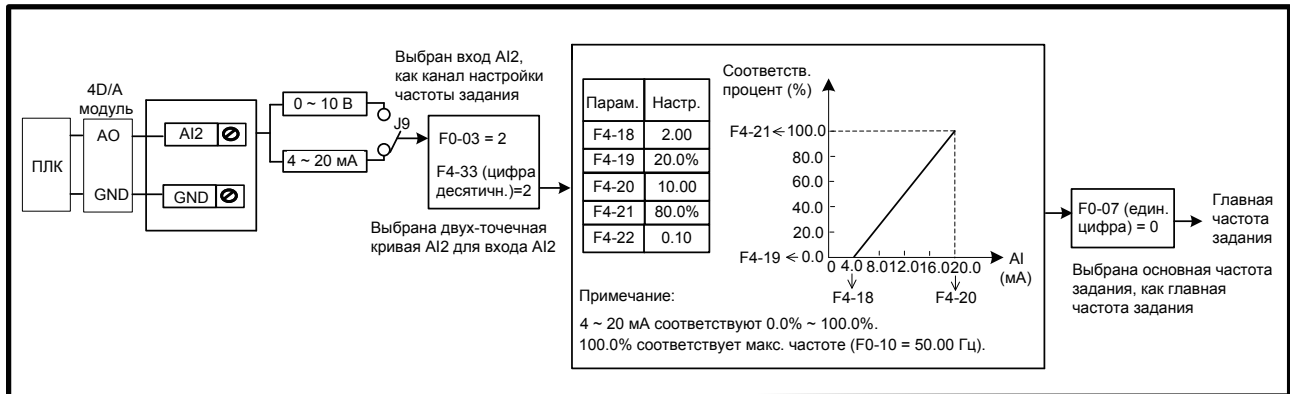 ПЛК
4D/A
модуль
AO
GND
AI2
GND
0 ~ 10 В
4 ~ 20 мА
J9
Выбран вход AI2,
как канал настройки
частоты задания
F0-03 = 2
F4-33 (цифра
десятичн.)=2
Выбрана двух-точечная
кривая AI2 для входа AI2
Парам. Настр.
F4-18 2.00
F4-19 20.0%
F4-20 10.00
F4-21 80.0%
F4-22 0.10
Соответств.
процент (%)
F4-21 100.0
80.0
60.0
40.0
20.0
F4-19 0.0
0 4.0 8.0 12.0 16.0 20.0 AI
(мА)
F4-18 F4-20
Примечание:
4 ~ 20 мА соответствуют 0.0% ~ 100.0%.
100.0% соответствует макс. частоте (F0-10 = 50.00 Гц).
F0-07 (един.
цифра) = 0
Главная
частота
задания
Выбрана основная частота
задания, как главная
частота задания